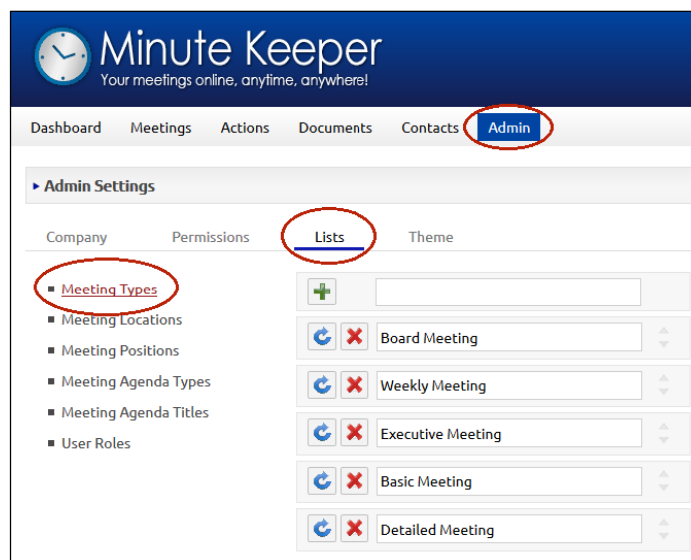 Minute Keeper
Your meetings online, anytime, anywhere!
Dashboard Meetings Actions Documents Contacts Admin
Admin Settings
Company Permissions Lists Theme
Meeting Types
Meeting Locations
Meeting Positions
Meeting Agenda Types
Meeting Agenda Titles
User Roles
Board Meeting
Weekly Meeting
Executive Meeting
Basic Meeting
Detailed Meeting